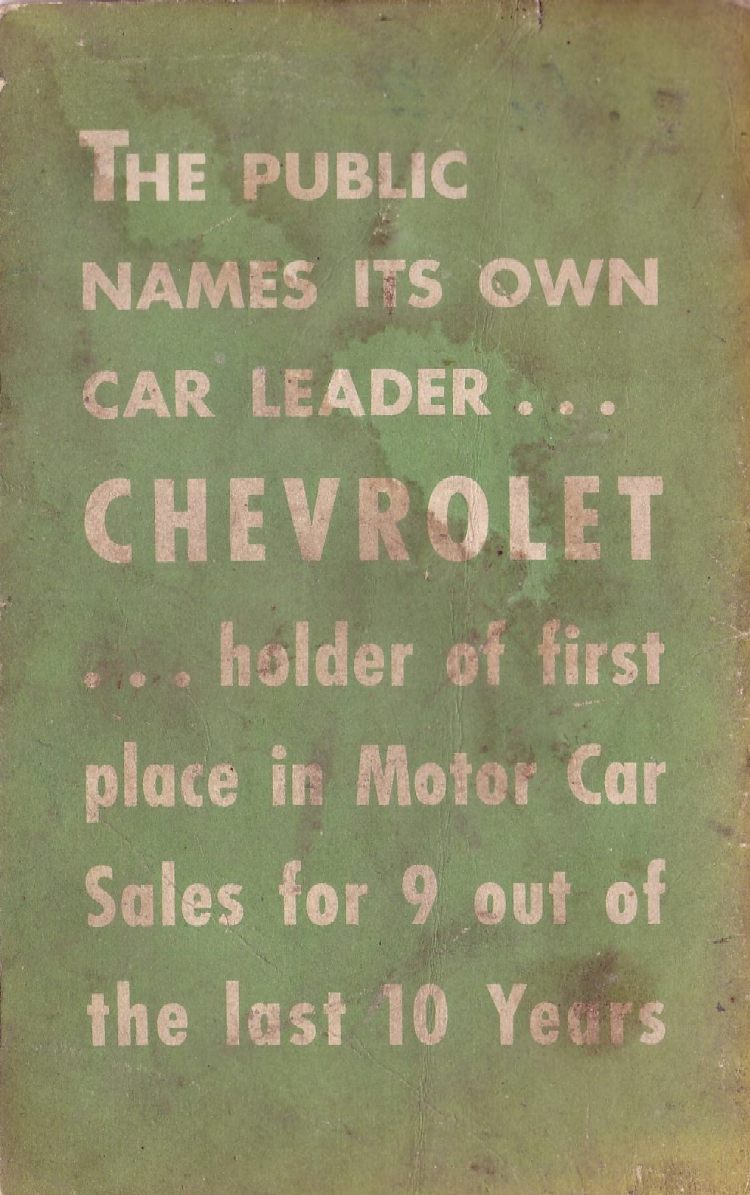 THE PUBLIC
NAMES ITS OWN
CAR LEADER . . .
CHEVROLET
. . . holder of first
place in Motor Car
Sales for 9 out of
the last 10 Years